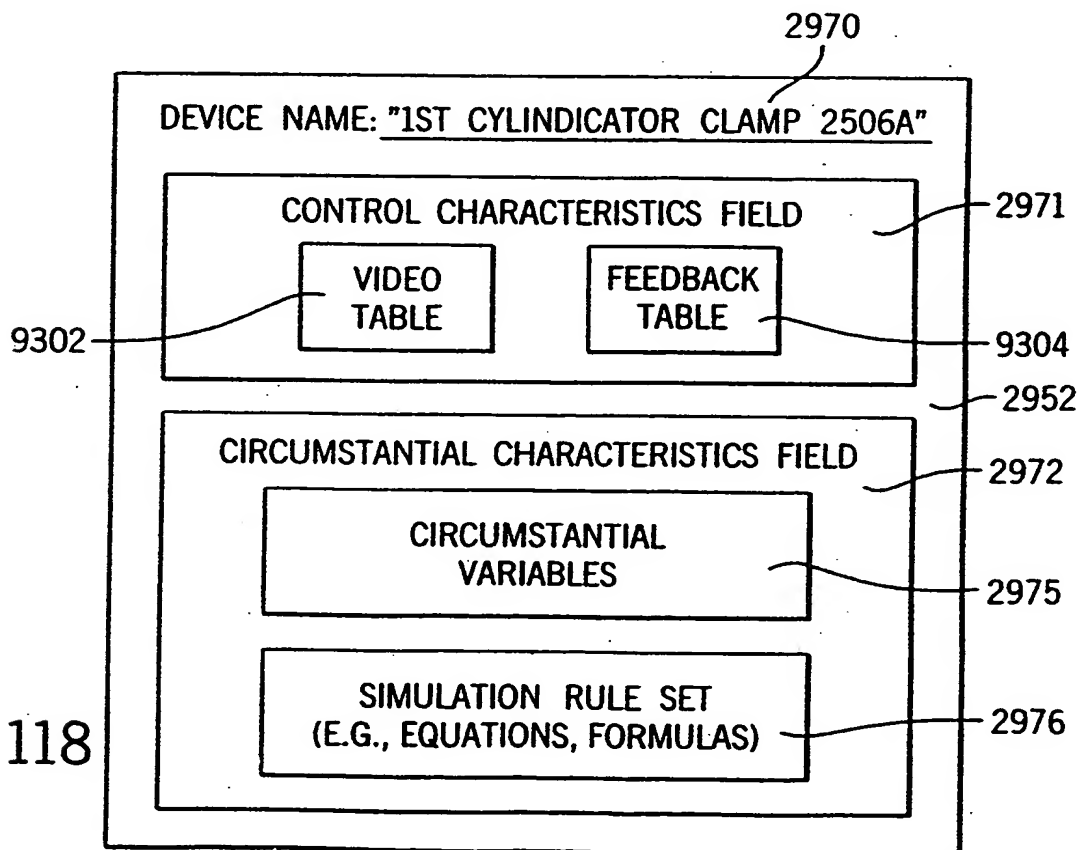 2970
DEVICE NAME: "1ST CYLINDICATOR CLAMP 2506A"
CONTROL CHARACTERISTICS FIELD
2971
VIDEO
TABLE
FEEDBACK
TABLE
9302
9304
2952
CIRCUMSTANTIAL CHARACTERISTICS FIELD
2972
CIRCUMSTANTIAL
VARIABLES
2975
SIMULATION RULE SET
(E.G., EQUATIONS, FORMULAS)
2976
118